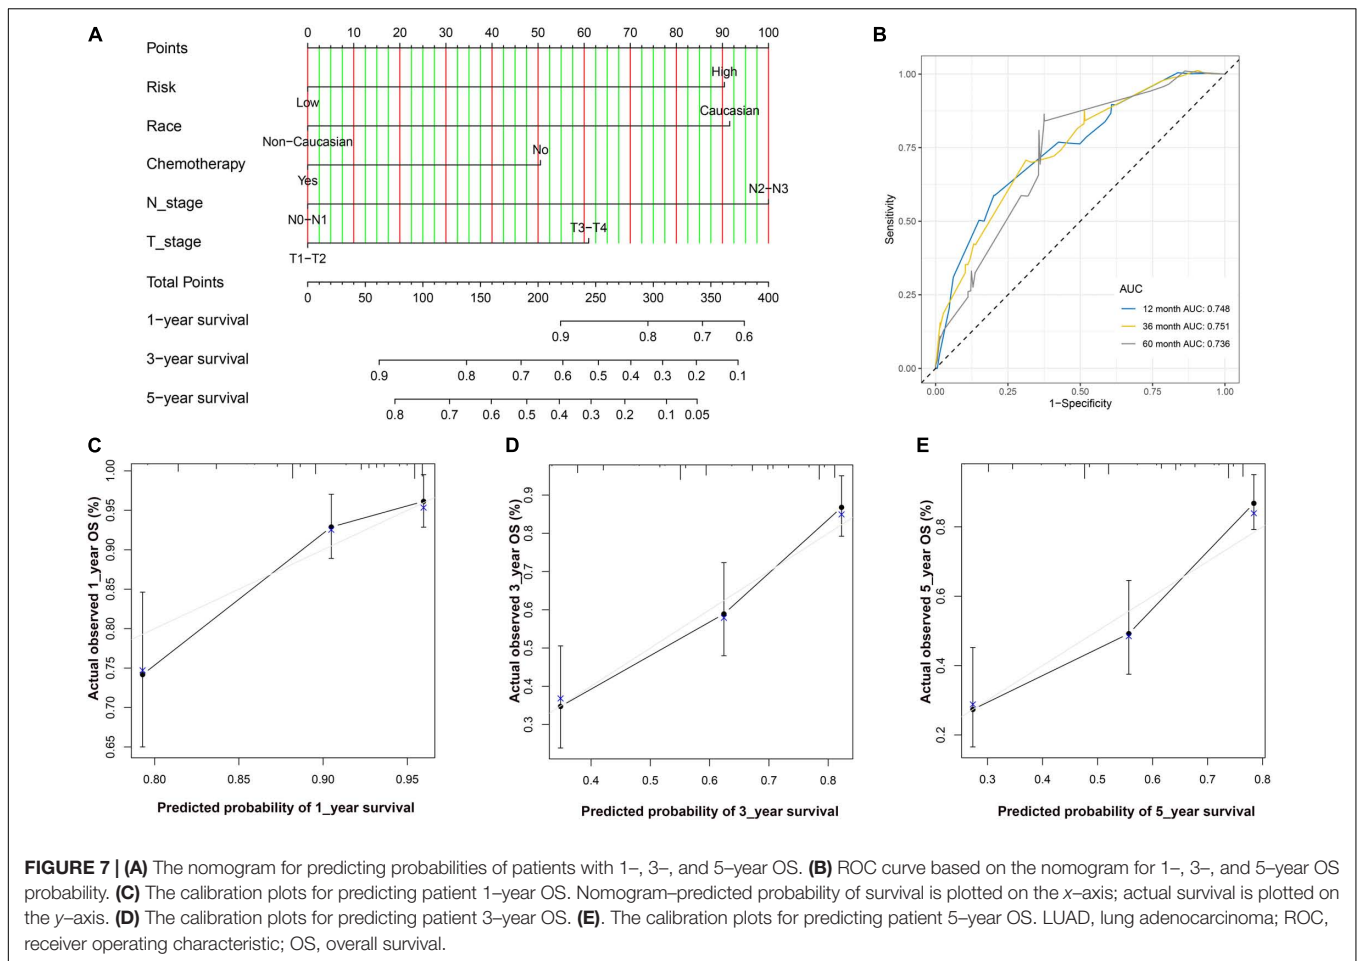 A
Points
0 10 20 30 40 50 60 70 80 90 100
Risk
High
Low
Race
Caucasian
Non−Caucasian
Chemotherapy
No
Yes
N_stage
N2−N3
N0−N1
T_stage
T3−T4
T1−T2
Total Points
0 50 100 150 200 250 300 350 400
1−year survival
0.9 0.8 0.7 0.6
3−year survival
0.9 0.8 0.7 0.6 0.5 0.4 0.3 0.2 0.1
5−year survival
0.8 0.7 0.6 0.5 0.4 0.3 0.2 0.1 0.05
B
Sensitivity
1.00
0.75
0.50
0.25
0.00
AUC
12 month AUC: 0.748
36 month AUC: 0.751
60 month AUC: 0.736
0.00 0.25 0.50 0.75 1.00
1−Specificity
C
Actual observed 1_year OS (%)
1.00
0.95
0.90
0.85
0.80
0.75
0.70
0.65
0.80 0.85 0.90 0.95
Predicted probability of 1_year survival
D
Actual observed 3_year OS (%)
0.9
0.8
0.7
0.6
0.5
0.4
0.3
0.4 0.5 0.6 0.7 0.8
Predicted probability of 3_year survival
E
Actual observed 5_year OS (%)
0.8
0.6
0.4
0.2
0.3 0.4 0.5 0.6 0.7 0.8
Predicted probability of 5_year survival
FIGURE 7 | (A) The nomogram for predicting probabilities of patients with 1–, 3–, and 5–year OS. (B) ROC curve based on the nomogram for 1–, 3–, and 5–year OS
probability. (C) The calibration plots for predicting patient 1–year OS. Nomogram–predicted probability of survival is plotted on the x–axis; actual survival is plotted on
the y–axis. (D) The calibration plots for predicting patient 3–year OS. (E). The calibration plots for predicting patient 5–year OS. LUAD, lung adenocarcinoma; ROC,
receiver operating characteristic; OS, overall survival.